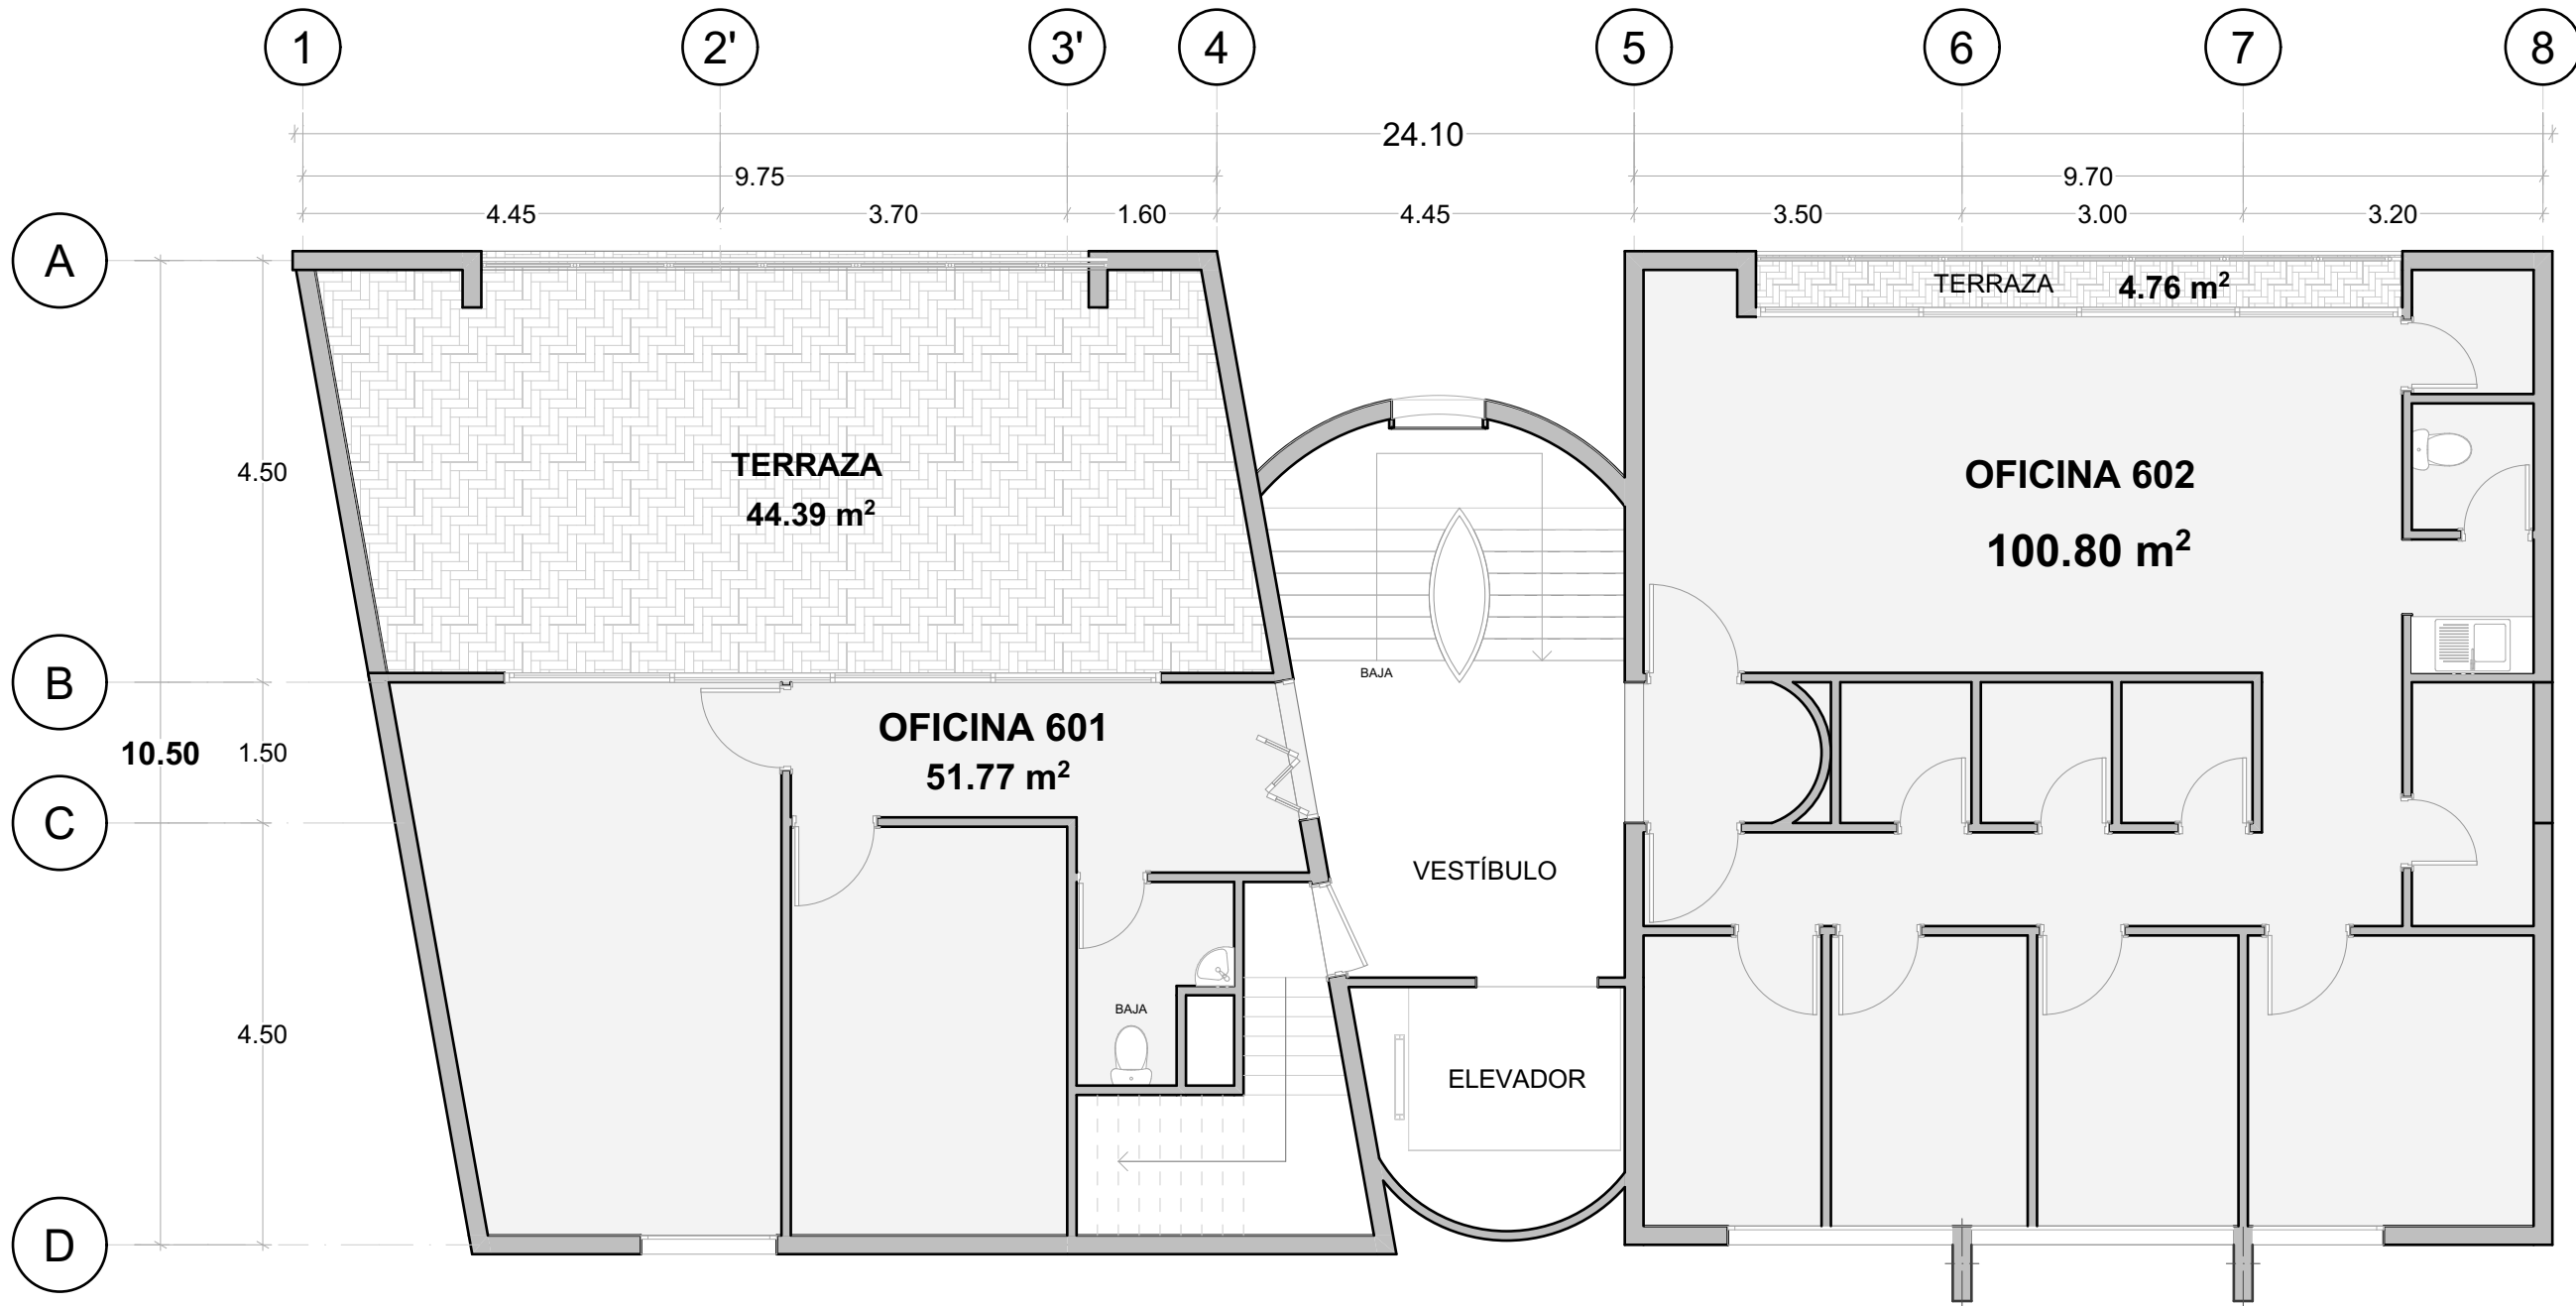 1 2' 3' 4 5 6 7 8
24.10
9.75 9.70
4.45 3.70 1.60 4.45 3.50 3.00 3.20
A
TERRAZA 4.76 m²
4.50
TERRAZA
44.39 m²
OFICINA 602
100.80 m²
B
BAJA
10.50
1.50
OFICINA 601
51.77 m²
C
VESTÍBULO
4.50
BAJA
ELEVADOR
D